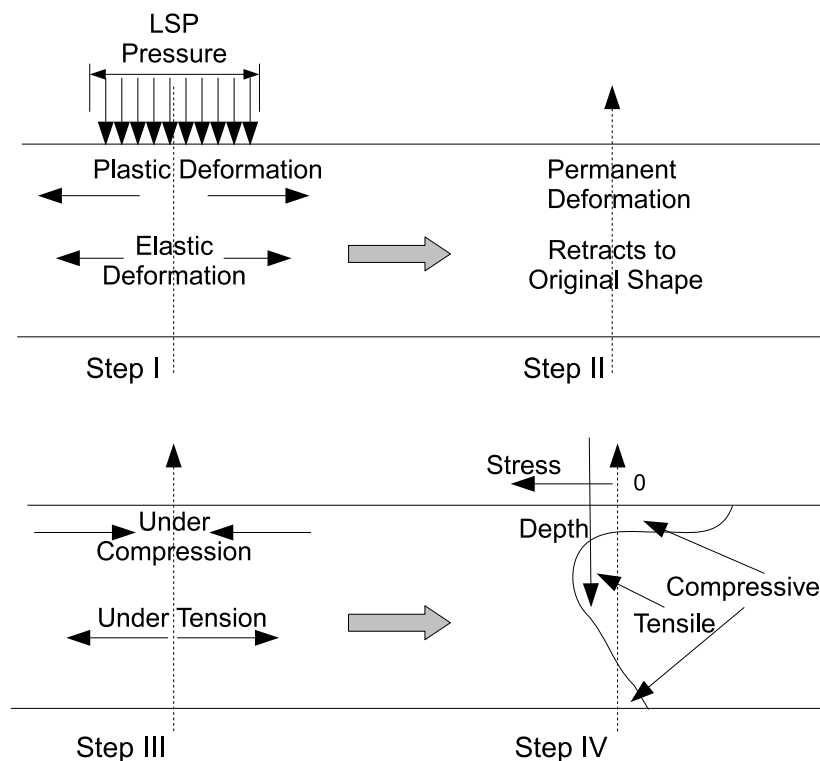 LSP
Pressure
Plastic Deformation
Elastic
Deformation
Step I
Permanent
Deformation
Retracts to
Original Shape
Step II
Under
Compression
Under Tension
Step III
Stress
0
Depth
Compressive
Tensile
Step IV